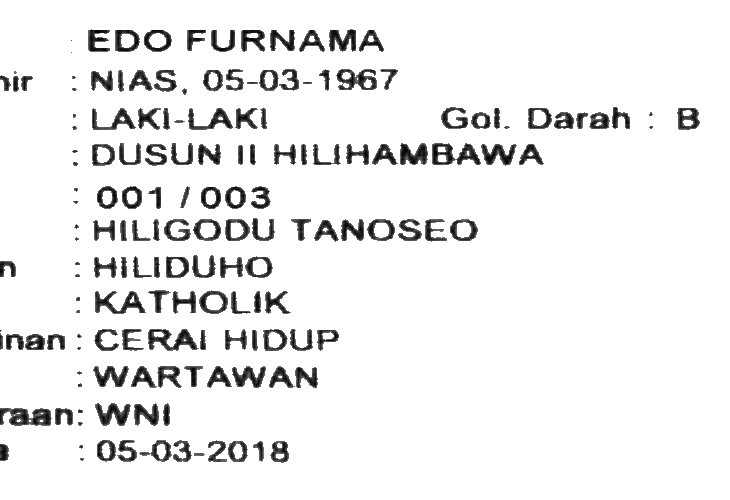 : EDO FURNAMA
hir : NIAS, 05-03-1967
: LAKI-LAKI Gol. Darah : B
: DUSUN II HILIHAMBAWA
: 001 / 003
: HILIGODU TANOSEO
n : HILIDUHO
: KATHOLIK
inan : CERAI HIDUP
: WARTAWAN
raan: WNI
a : 05-03-2018